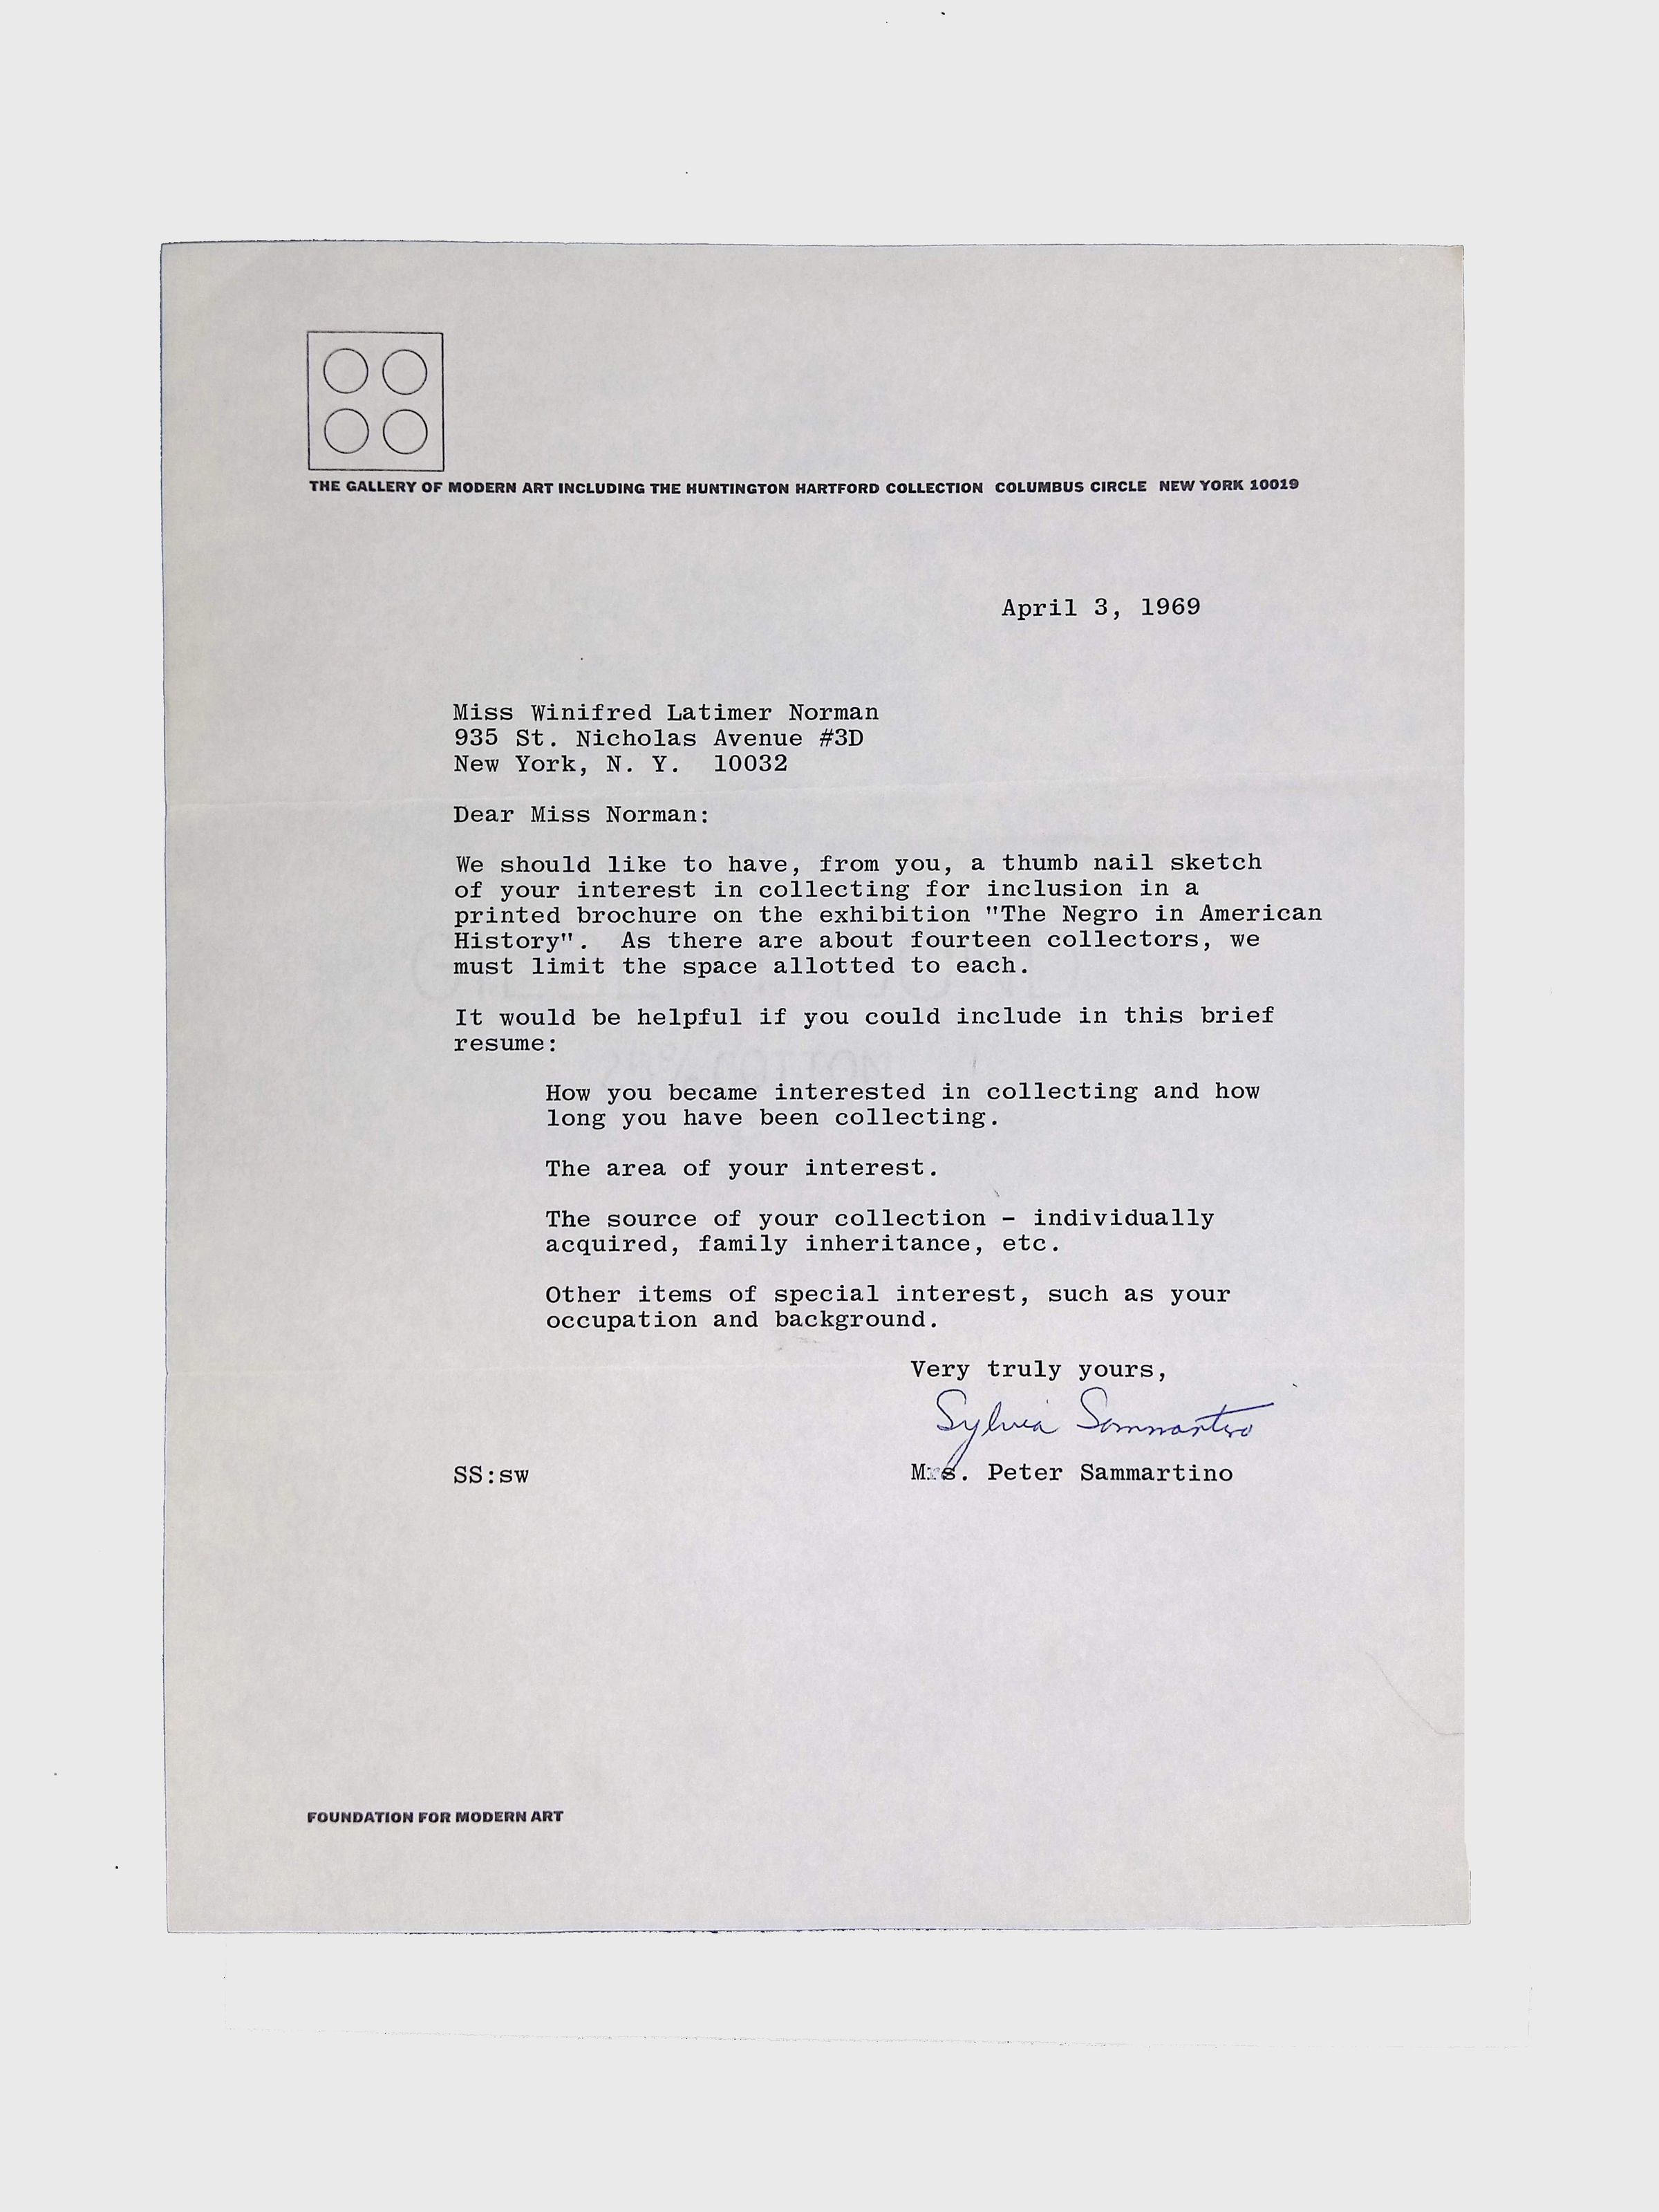 THE GALLERY OF MODERN ART INCLUDING THE HUNTINGTON HARTFORD COLLECTION COLUMBUS CIRCLE NEW YORK 10019
April 3, 1969
Miss Winifred Latimer Norman
935 St. Nicholas Avenue #3D
New York, N. Y. 10032
Dear Miss Norman:
We should like to have, from you, a thumb nail sketch
of your interest in collecting for inclusion in a
printed brochure on the exhibition "The Negro in American
History". As there are about fourteen collectors, we
must limit the space allotted to each.
It would be helpful if you could include in this brief
resume:
How you became interested in collecting and how
long you have been collecting.
The area of your interest.
The source of your collection - individually
acquired, family inheritance, etc.
Other items of special interest, such as your
occupation and background.
Very truly yours,
Sylvia Sammartino
SS:sw
Mrs. Peter Sammartino
FOUNDATION FOR MODERN ART